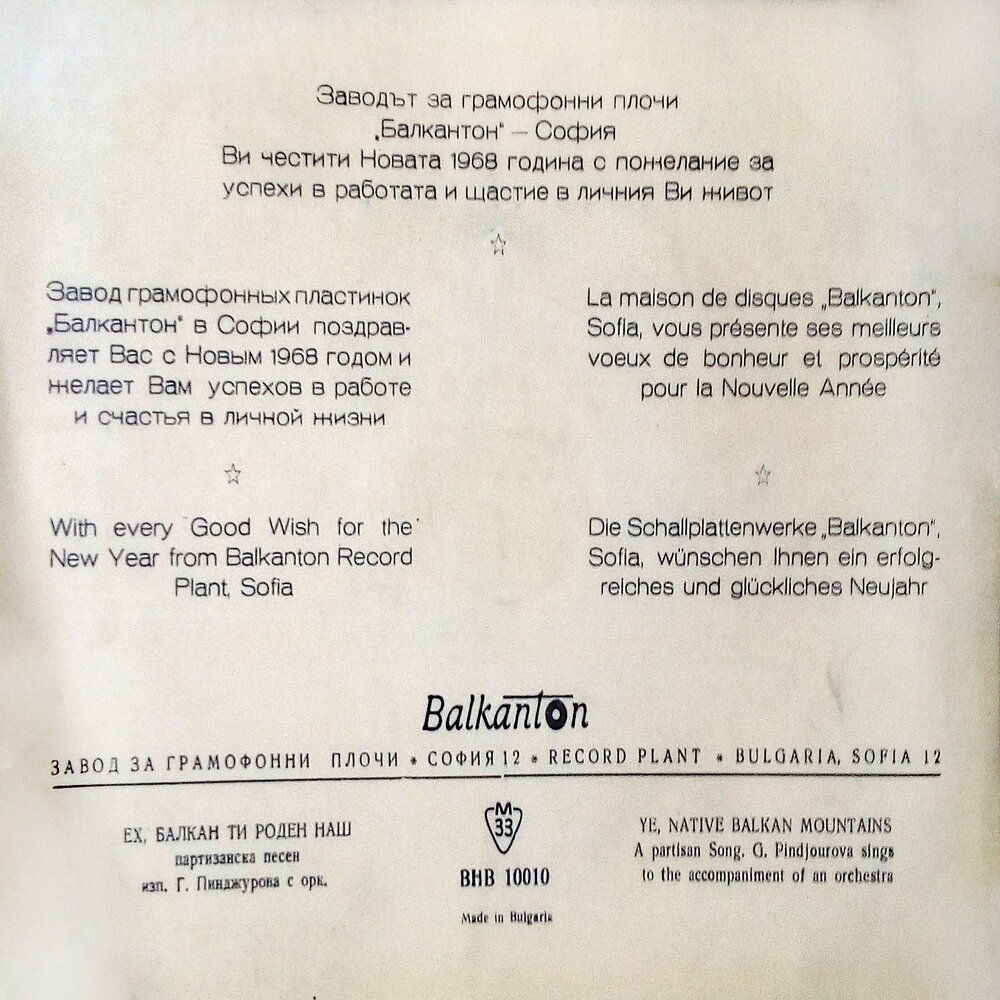 Заводът за грамофонни плочи
„Балкантон“ – София
Ви честити Новата 1968 година с пожелание за
успехи в работата и щастие в личния Ви живот
Завод грамофонных пластинок
„Балкантон“ в Софии поздрав-
ляет Вас с Новым 1968 годом и
желает Вам успехов в работе
и счастья в личной жизни
La maison de disques „Balkanton“,
Sofia, vous présente ses meilleurs
voeux de bonheur et prospérité
pour la Nouvelle Année
With every Good Wish for the
New Year from Balkanton Record
Plant, Sofia
Die Schallplattenwerke „Balkanton“,
Sofia, wünschen Ihnen ein erfolg-
reiches und glückliches Neujahr
Balkanton
ЗАВОД ЗА ГРАМОФОННИ ПЛОЧИ * СОФИЯ 12 * RECORD PLANT * BULGARIA, SOFIA 12
ЕХ, БАЛКАН ТИ РОДЕН НАШ
партизанска песен
изп. Г. Пинджурова с орк.
М
33
ВНВ 10010
Made in Bulgaria
YE, NATIVE BALKAN MOUNTAINS
A partisan Song. G. Pindjourova sings
to the accompaniment of an orchestra